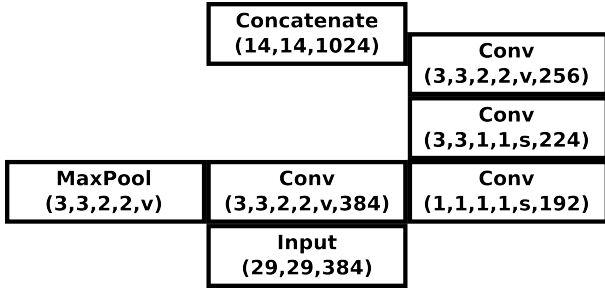 Concatenate
(14,14,1024)
Conv
(3,3,2,2,v,256)
Conv
(3,3,1,1,s,224)
MaxPool
(3,3,2,2,v)
Conv
(3,3,2,2,v,384)
Conv
(1,1,1,1,s,192)
Input
(29,29,384)